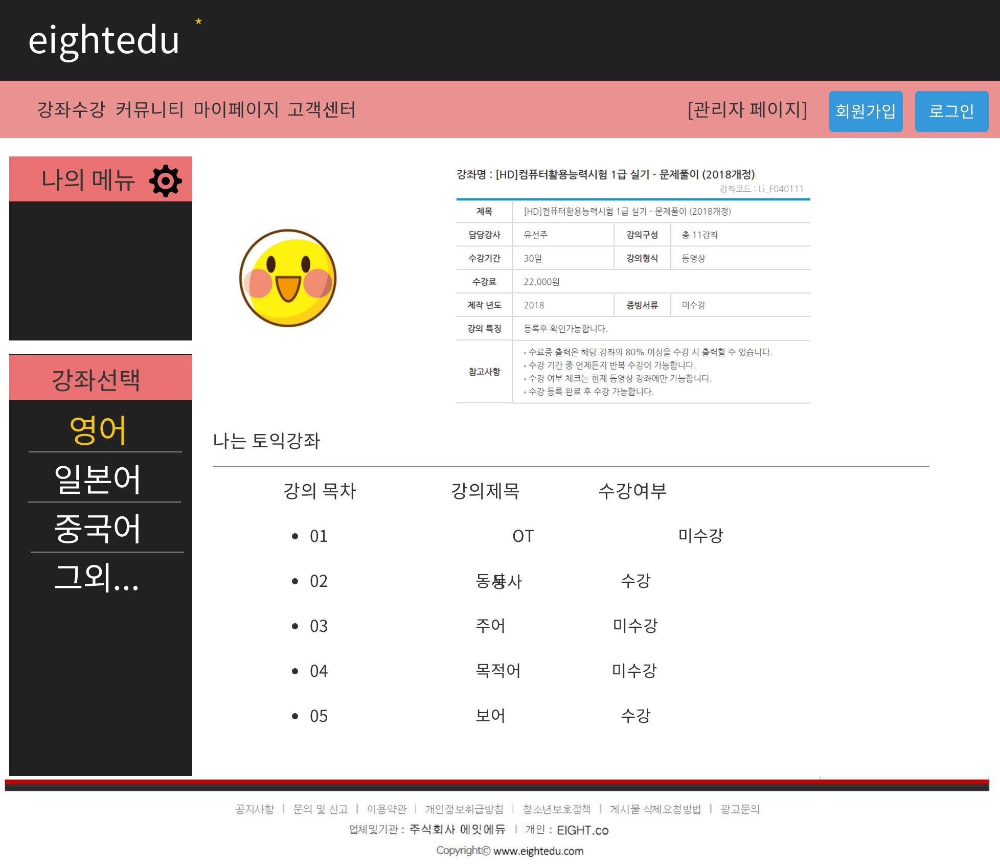 eightedu *
강좌수강 커뮤니티 마이페이지 고객센터 [관리자 페이지] 회원가입 로그인
나의 메뉴
강좌선택
영어
일본어
중국어
그외...
강좌명 : [HD]컴퓨터활용능력시험 1급 실기 - 문제풀이 (2018개정)
강좌코드 : Li_F040111
제목 [HD]컴퓨터활용능력시험 1급 실기 - 문제풀이 (2018개정)
담당강사 유선주 강의구성 총 11강좌
수강기간 30일 강의형식 동영상
수강료 22,000원
제작 년도 2018 증빙서류 미수강
강의 특징 등록후 확인가능합니다.
참고사항
수료증 출력은 해당 강좌의 80% 이상을 수강 시 출력할 수 있습니다.
수강 기간 중 언제든지 반복 수강이 가능합니다.
수강 여부 체크는 현재 동영상 강좌에만 가능합니다.
수강 등록 완료 후 수강 가능합니다.
나는 토익강좌
강의 목차 강의제목 수강여부
• 01 OT 미수강
• 02 수강
• 03 주어 미수강
• 04 목적어 미수강
• 05 보어 수강
공지사항 | 문의 및 신고 | 이용약관 | 개인정보취급방침 | 청소년보호정책 | 게시물 삭제요청방법 | 광고문의
업체및기관 : 주식회사 에잇에듀 | 개인 : EIGHT.co
Copyright© www.eightedu.com